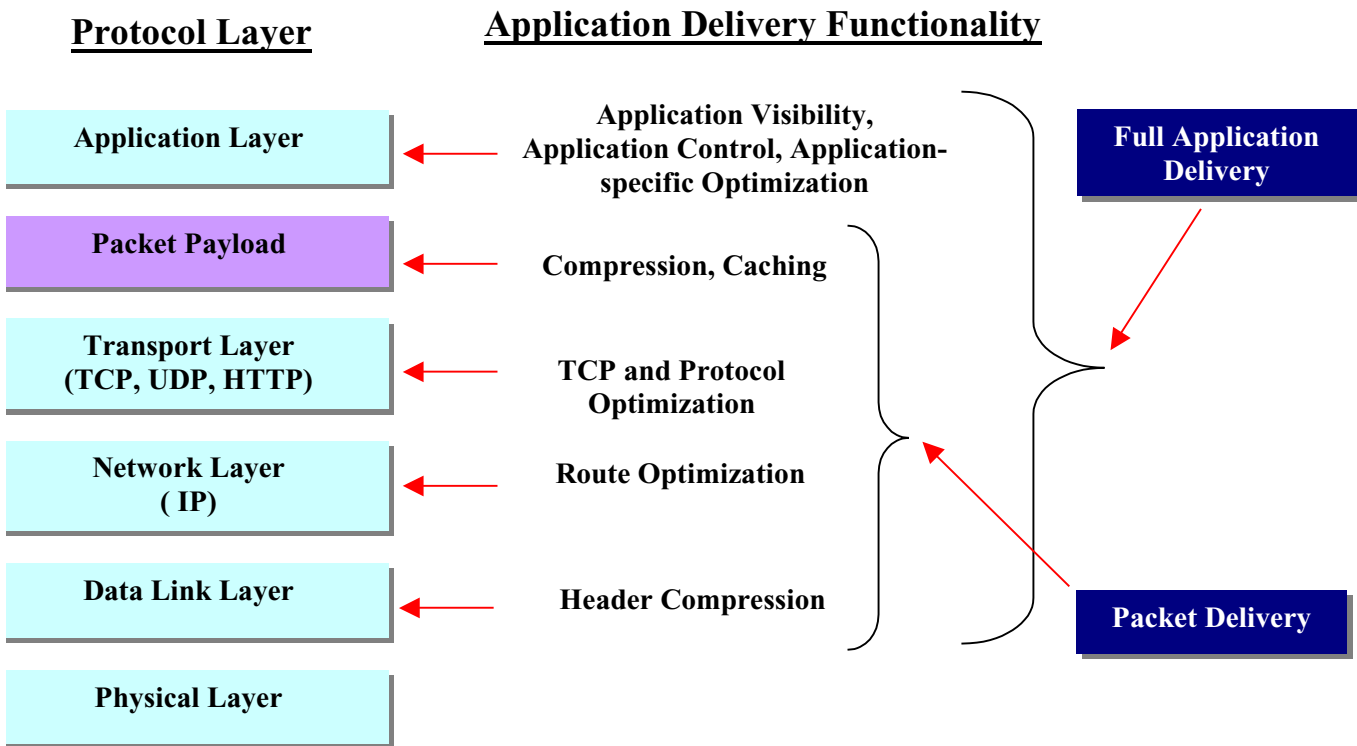 Protocol Layer
Application Delivery Functionality
Application Layer
Application Visibility,
Application Control, Application-
specific Optimization
Full Application
Delivery
Packet Payload
Compression, Caching
Transport Layer
(TCP, UDP, HTTP)
TCP and Protocol
Optimization
Network Layer
( IP)
Route Optimization
Data Link Layer
Header Compression
Packet Delivery
Physical Layer